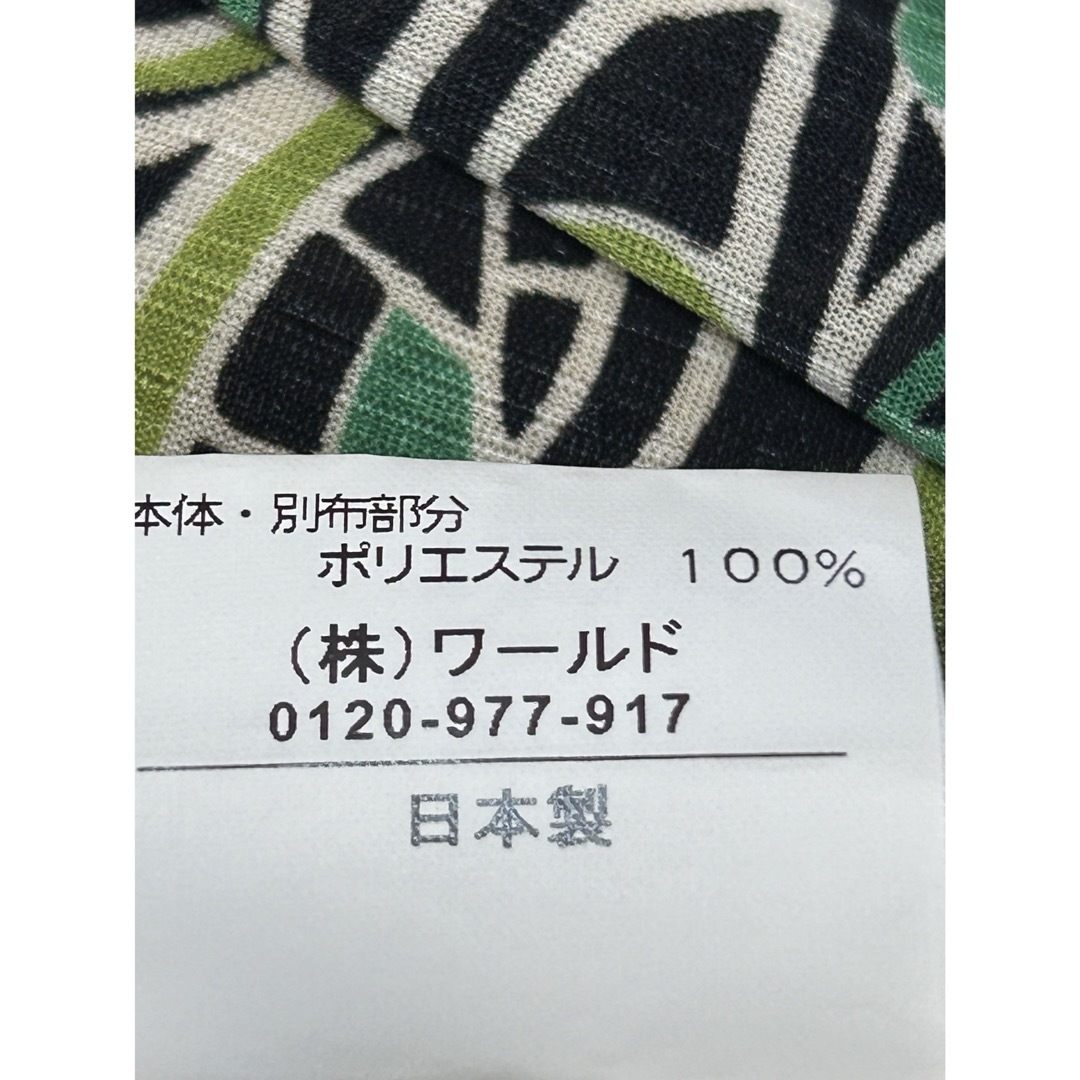 本体・別布部分
ポリエステル　１００％
（株）ワールド
0120-977-917
日本製